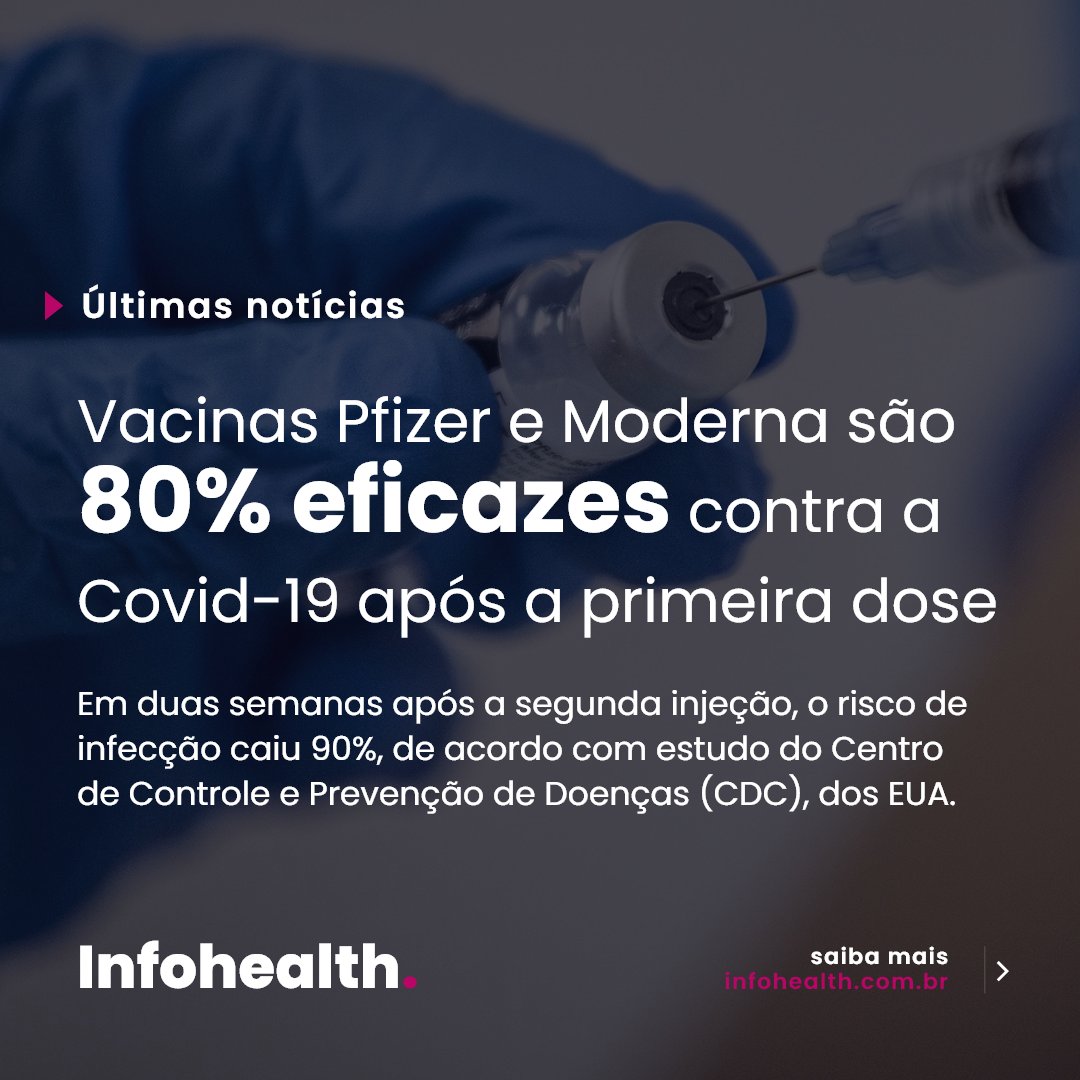 Últimas notícias
Vacinas Pfizer e Moderna são
80% eficazes contra a
Covid-19 após a primeira dose
Em duas semanas após a segunda injeção, o risco de
infecção caiu 90%, de acordo com estudo do Centro
de Controle e Prevenção de Doenças (CDC), dos EUA.
Infohealth.
saiba mais
infohealth.com.br